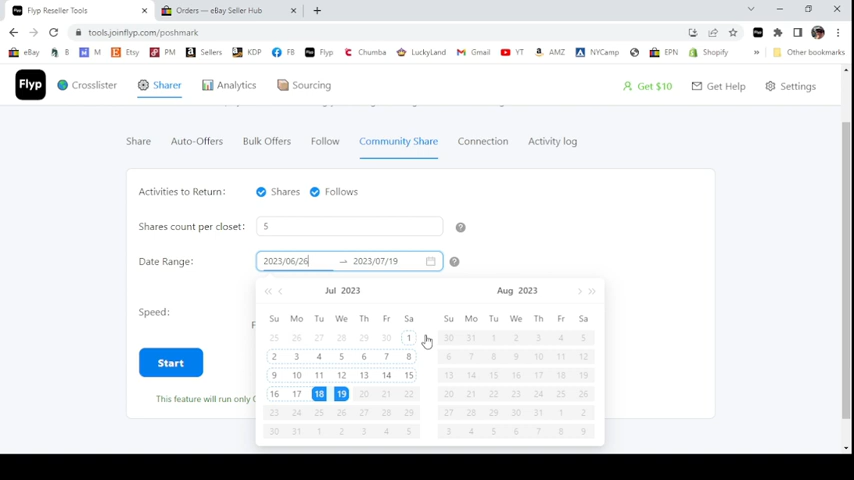 Flyp Reseller Tools
Orders — eBay Seller Hub
tools.joinflyp.com/poshmark
eBay B M Etsy PM Sellers KDP FB Flyp Chumba LuckyLand Gmail YT AMZ NYCamp EPN Shopify » Other bookmarks
Flyp Crosslister Sharer Analytics Sourcing Get $10 Get Help Settings
Share Auto-Offers Bulk Offers Follow Community Share Connection Activity log
Activities to Return: Shares Follows
Shares count per closet: 5
Date Range: 2023/06/26 → 2023/07/19
Jul 2023 Aug 2023
Speed:
Su Mo Tu We Th Fr Sa Su Mo Tu We Th Fr Sa
25 26 27 28 29 30 1 30 31 1 2 3 4 5
2 3 4 5 6 7 8 6 7 8 9 10 11 12
Start
9 10 11 12 13 14 15 13 14 15 16 17 18 19
16 17 18 19 20 21 22 20 21 22 23 24 25 26
This feature will run only
23 24 25 26 27 28 29 27 28 29 30 31 1 2
30 31 1 2 3 4 5 3 4 5 6 7 8 9